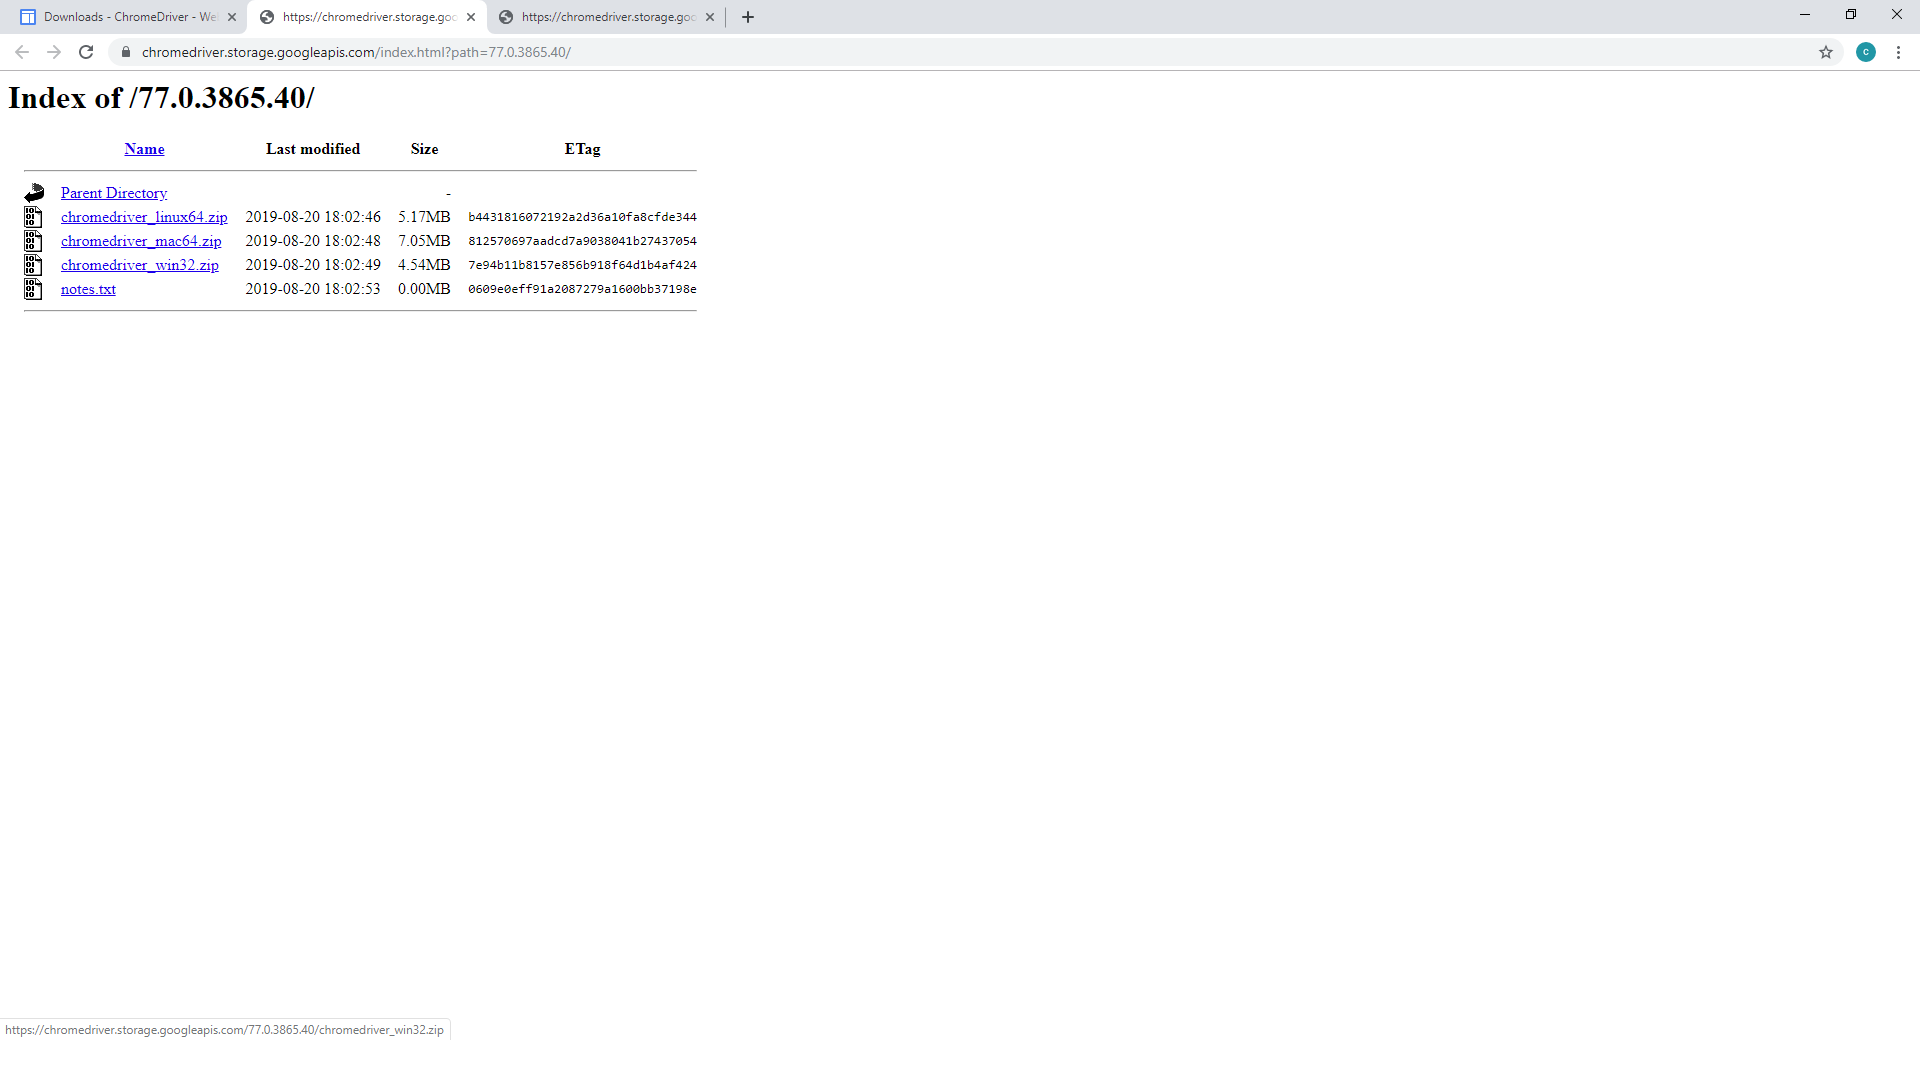 Downloads - ChromeDriver - We
https://chromedriver.storage.goo
https://chromedriver.storage.goo
chromedriver.storage.googleapis.com/index.html?path=77.0.3865.40/
c
Index of /77.0.3865.40/
Name Last modified Size ETag
Parent Directory -
chromedriver_linux64.zip 2019-08-20 18:02:46 5.17MB b4431816072192a2d36a10fa8cfde344
chromedriver_mac64.zip 2019-08-20 18:02:48 7.05MB 812570697aadcd7a9038041b27437054
chromedriver_win32.zip 2019-08-20 18:02:49 4.54MB 7e94b11b8157e856b918f64d1b4af424
notes.txt 2019-08-20 18:02:53 0.00MB 0609e0eff91a2087279a1600bb37198e
https://chromedriver.storage.googleapis.com/77.0.3865.40/chromedriver_win32.zip